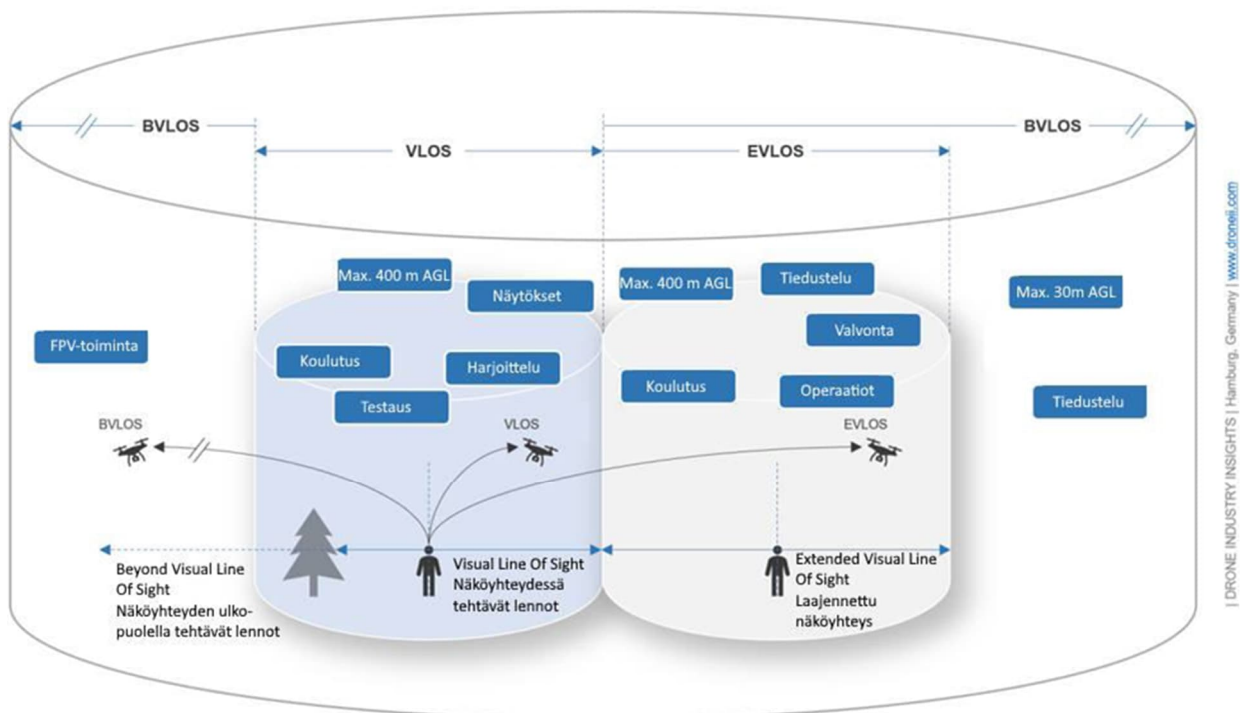 BVLOS
BVLOS
VLOS
EVLOS
Max. 400 m AGL
Näytökset
Koulutus
Harjoittelu
Testaus
Max. 400 m AGL
Tiedustelu
Valvonta
Koulutus
Operaatiot
Max. 30m AGL
Tiedustelu
FPV-toiminta
BVLOS
VLOS
EVLOS
Beyond Visual Line
Of Sight
Näköyhteyden ulko-
puolella tehtävät lennot
Visual Line Of Sight
Näköyhteydessä
tehtävät lennot
Extended Visual Line
Of Sight
Laajennettu
näköyhteys
| DRONE INDUSTRY INSIGHTS | Hamburg, Germany | www.droneii.com